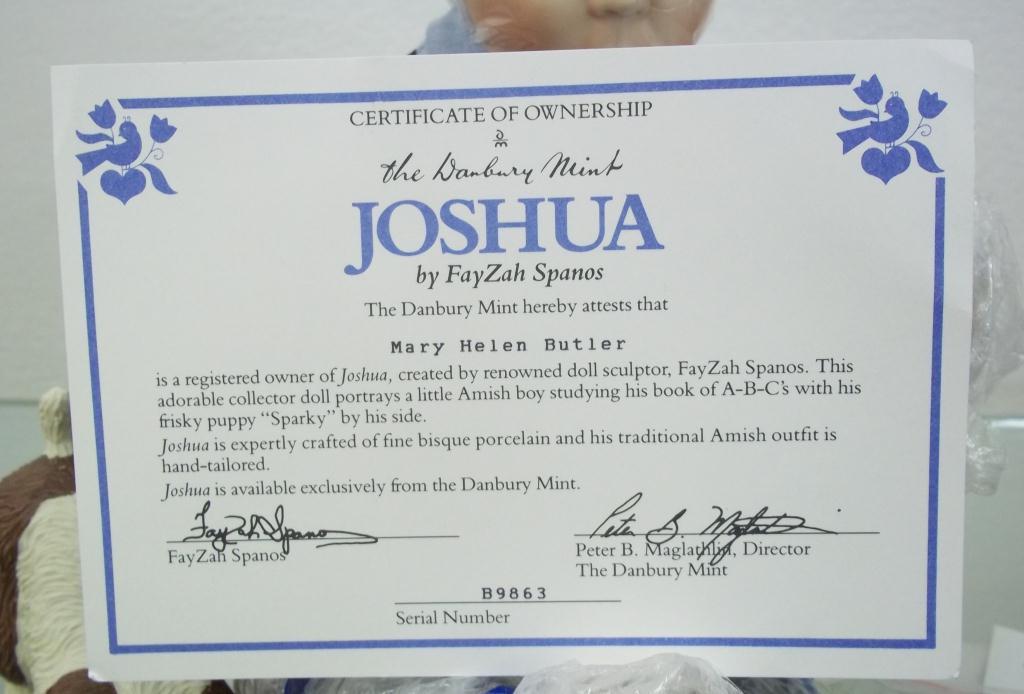 CERTIFICATE OF OWNERSHIP
the Danbury Mint
JOSHUA
by FayZah Spanos
The Danbury Mint hereby attests that
Mary Helen Butler
is a registered owner of Joshua, created by renowned doll sculptor, FayZah Spanos. This
adorable collector doll portrays a little Amish boy studying his book of A-B-C's with his
frisky puppy "Sparky" by his side.
Joshua is expertly crafted of fine bisque porcelain and his traditional Amish outfit is
hand-tailored.
Joshua is available exclusively from the Danbury Mint.
FayZah Spanos
FayZah Spanos
Peter B. Maglathlin
Peter B. Maglathlin, Director
The Danbury Mint
B9863
Serial Number